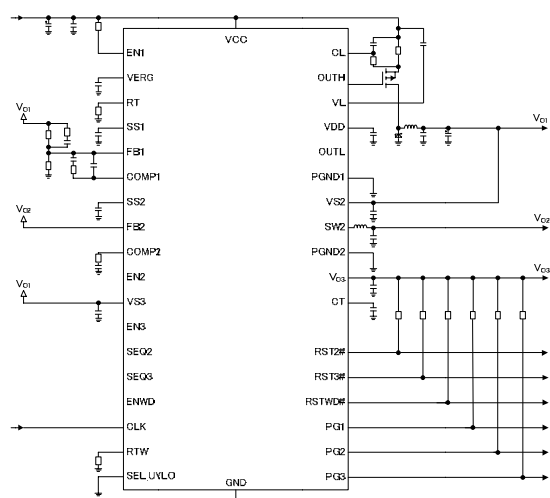 VCC
EN1
VERG
RT
SS1
FB1
COMP1
SS2
FB2
COMP2
EN2
VS3
EN3
SEQ2
SEQ3
ENWD
CLK
RTW
SEL_UVLO
GND
CL
OUTH
VL
VDD
OUTL
PGND1
VS2
SW2
PGND2
VO3
CT
RST2#
RST3#
RSTWD#
PG1
PG2
PG3
VO1
VO2
VO1
VO1
VO2
VO3